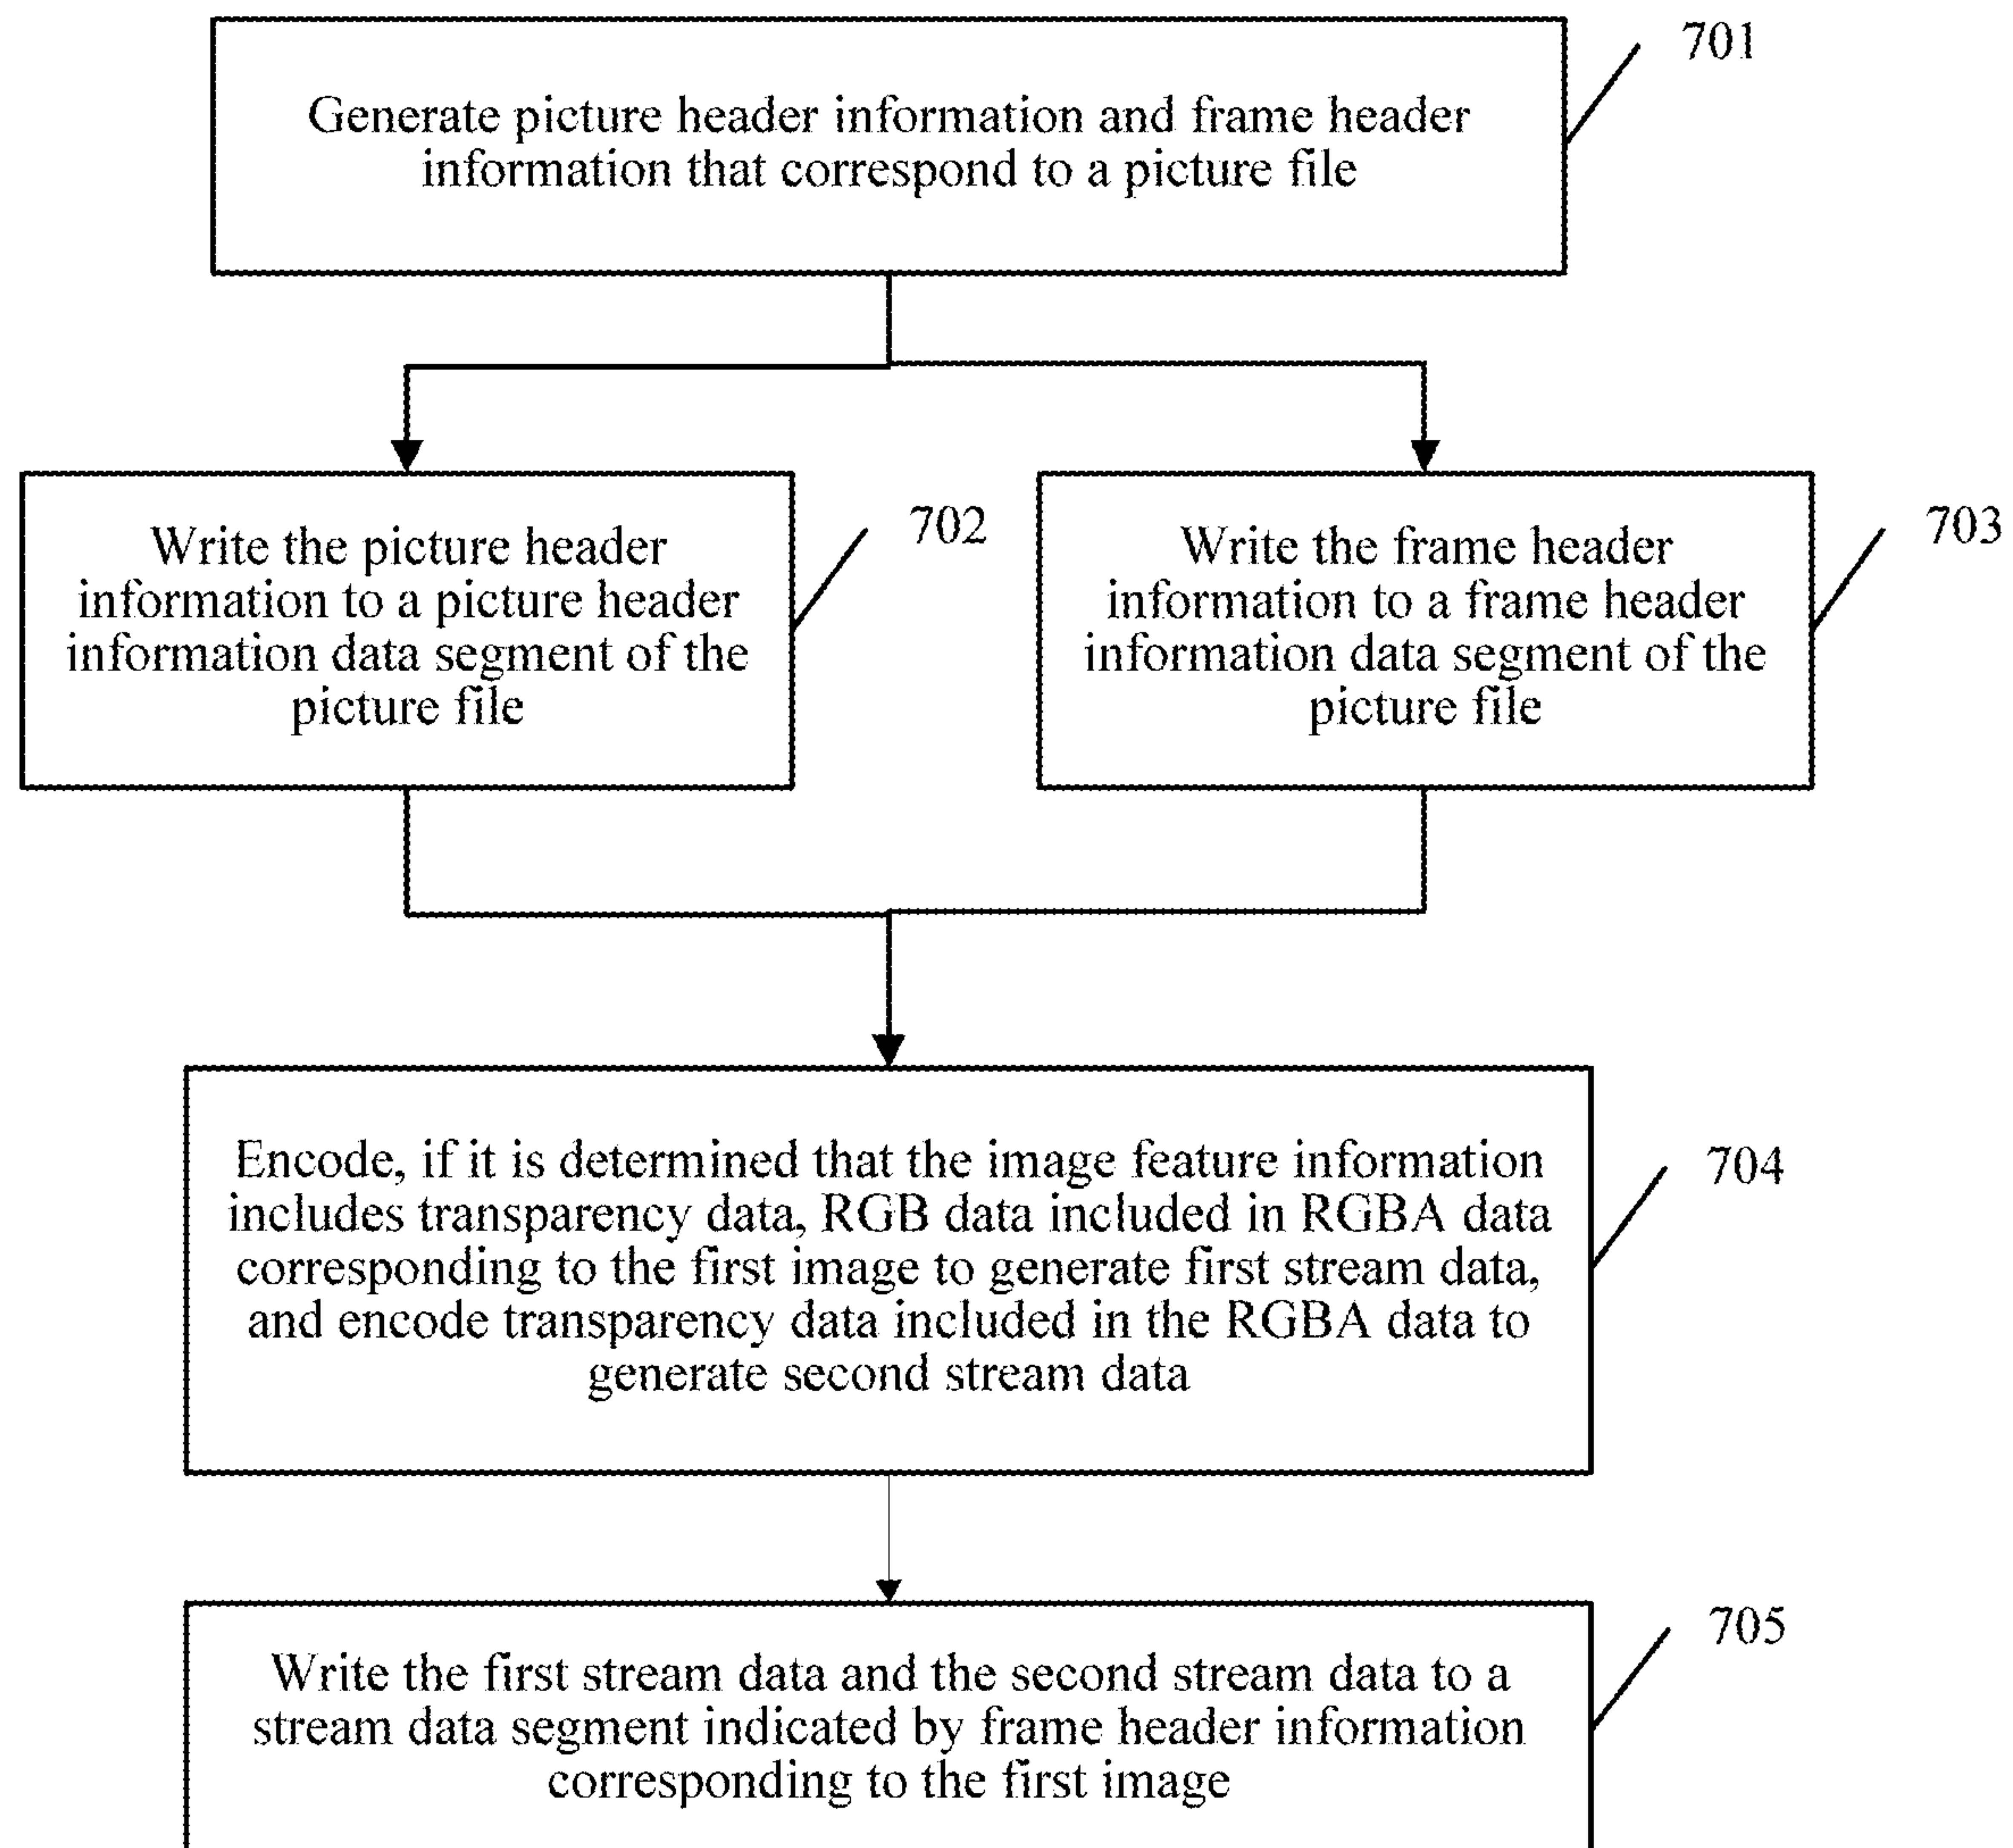 701
Generate picture header information and frame header
information that correspond to a picture file
702
Write the picture header
information to a picture header
information data segment of the
picture file
703
Write the frame header
information to a frame header
information data segment of the
picture file
704
Encode, if it is determined that the image feature information
includes transparency data, RGB data included in RGBA data
corresponding to the first image to generate first stream data,
and encode transparency data included in the RGBA data to
generate second stream data
705
Write the first stream data and the second stream data to a
stream data segment indicated by frame header information
corresponding to the first image